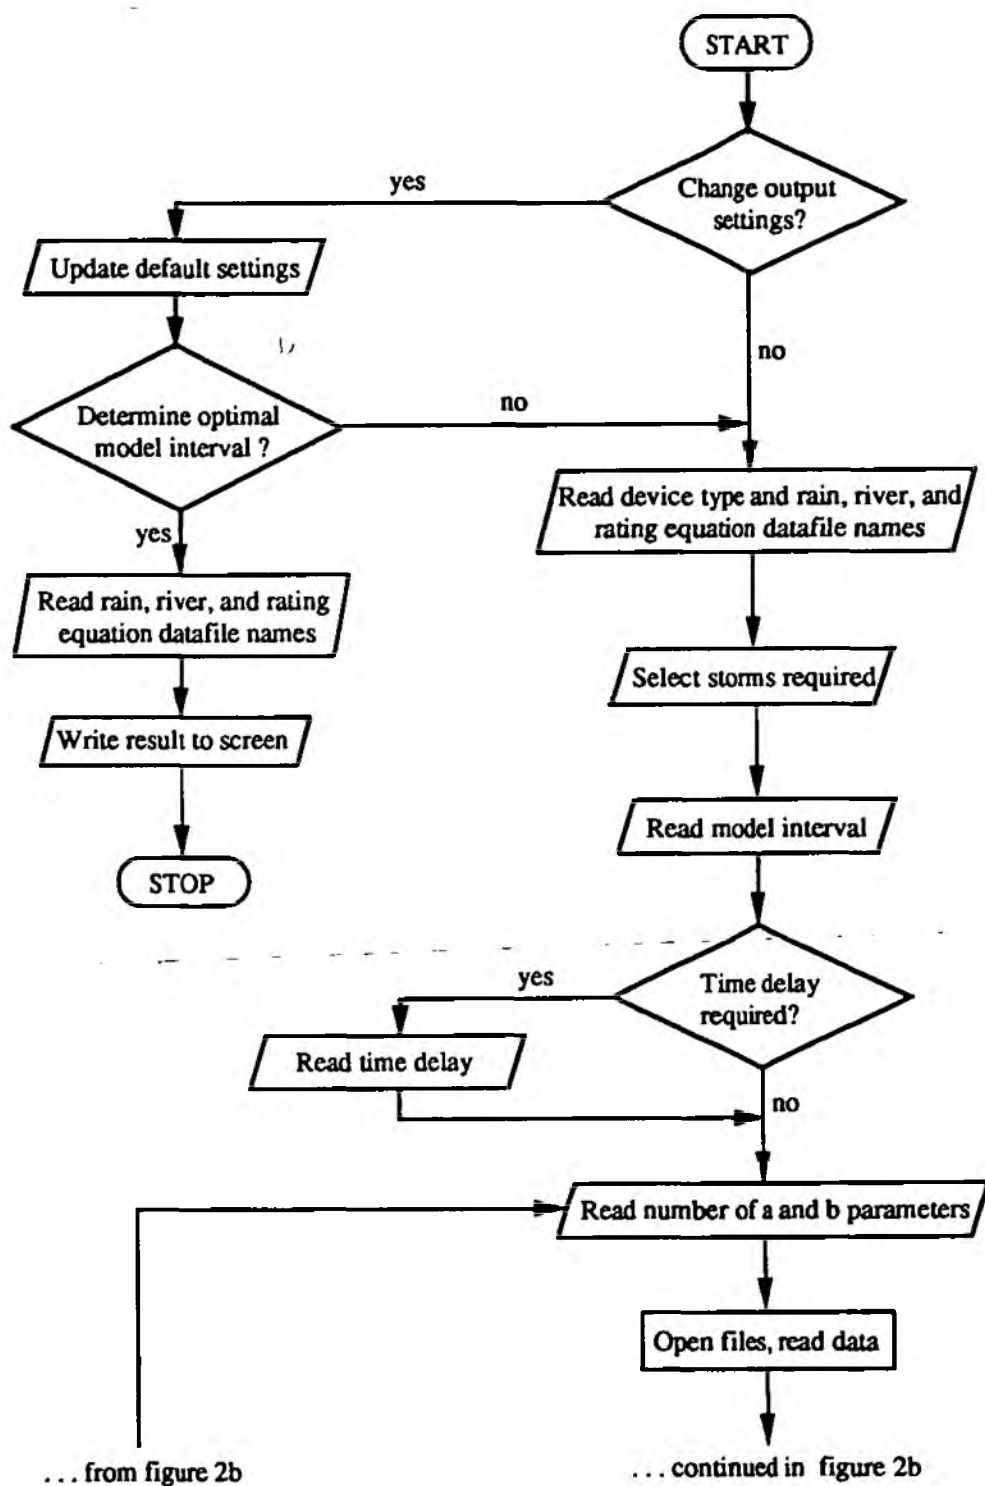 START
Change output
settings?
yes
no
Update default settings
Determine optimal
model interval ?
no
yes
Read device type and rain, river, and
rating equation datafile names
Read rain, river, and rating
equation datafile names
Select storms required
Write result to screen
Read model interval
STOP
Time delay
required?
yes
no
Read time delay
Read number of a and b parameters
Open files, read data
... from figure 2b
... continued in figure 2b